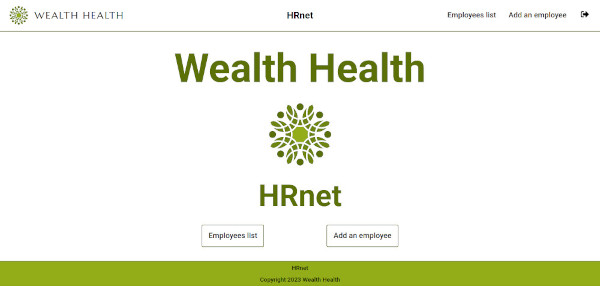 WEALTH HEALTH
HRnet
Employees list
Add an employee
Wealth Health
HRnet
Employees list
Add an employee
HRnet
Copyright 2023 Wealth Health